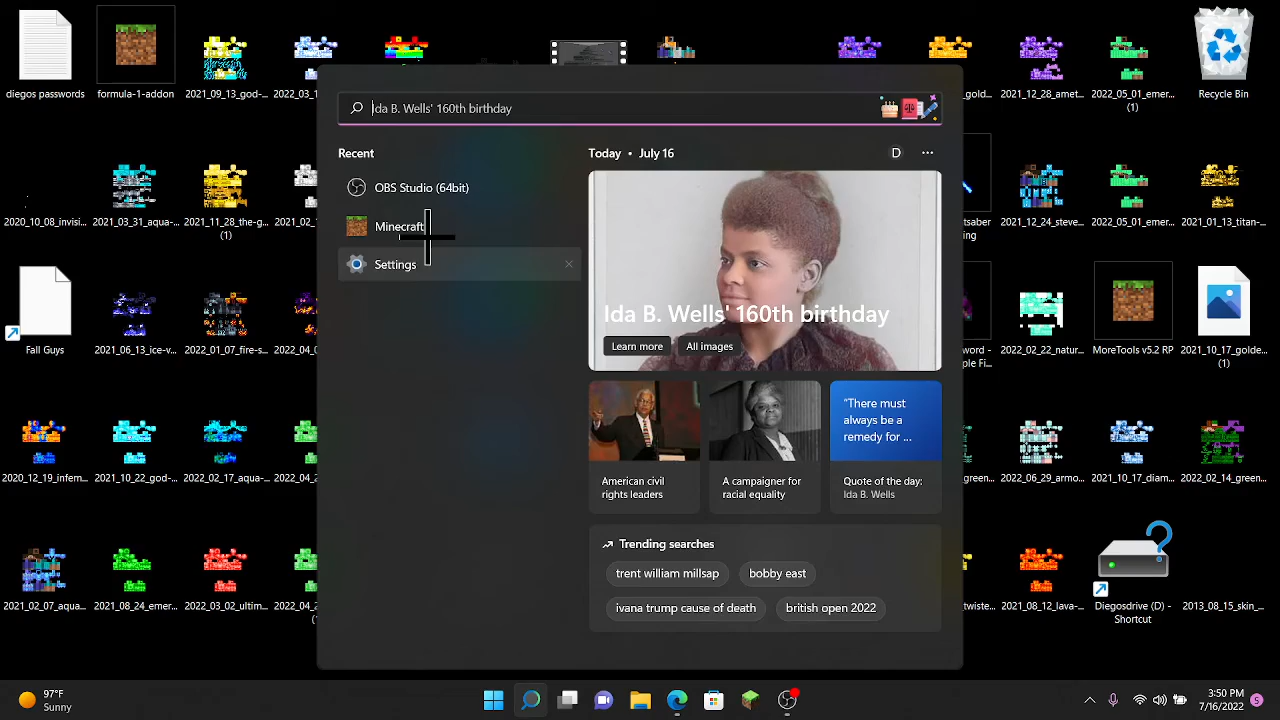 diegos passwords
formula-1-addon
2021_09_13_god-...
2022_03_1
gold...
2021_12_28_amet...
2022_05_01_emer...
(1)
Recycle Bin
Ida B. Wells' 160th birthday
Recent
Today • July 16
D
OBS Studio (64bit)
Minecraft
Settings
Ida B. Wells' 160th birthday
Learn more
All images
"There must
always be a
remedy for ...
American civil
rights leaders
A campaigner for
racial equality
Quote of the day:
Ida B. Wells
Trending searches
trent william millsap
bobby east
ivana trump cause of death
british open 2022
2020_10_08_invisi...
2021_03_31_aqua-...
2021_11_28_the-g...
(1)
2021_02_1
tsaber
ing
2021_12_24_steve...
2022_05_01_emer...
2021_01_13_titan-...
Fall Guys
2021_06_13_ice-v...
2022_01_07_fire-s...
2022_04_0
word -
ple Fi...
2022_02_22_natur...
MoreTools v5.2 RP
2021_10_17_golde...
(1)
2020_12_19_infem...
2021_10_22_god-...
2022_02_17_aqua-...
2022_04_2
green...
2022_06_29_armo...
2021_10_17_diam...
2022_02_14_green...
2021_02_07_aqua...
2021_08_24_emer...
2022_03_02_ultim...
2022_04_2
(1
twiste...
2021_08_12_lava-...
Diegosdrive (D) -
Shortcut
2013_08_15_skin_...
97°F
Sunny
3:50 PM
7/16/2022
5